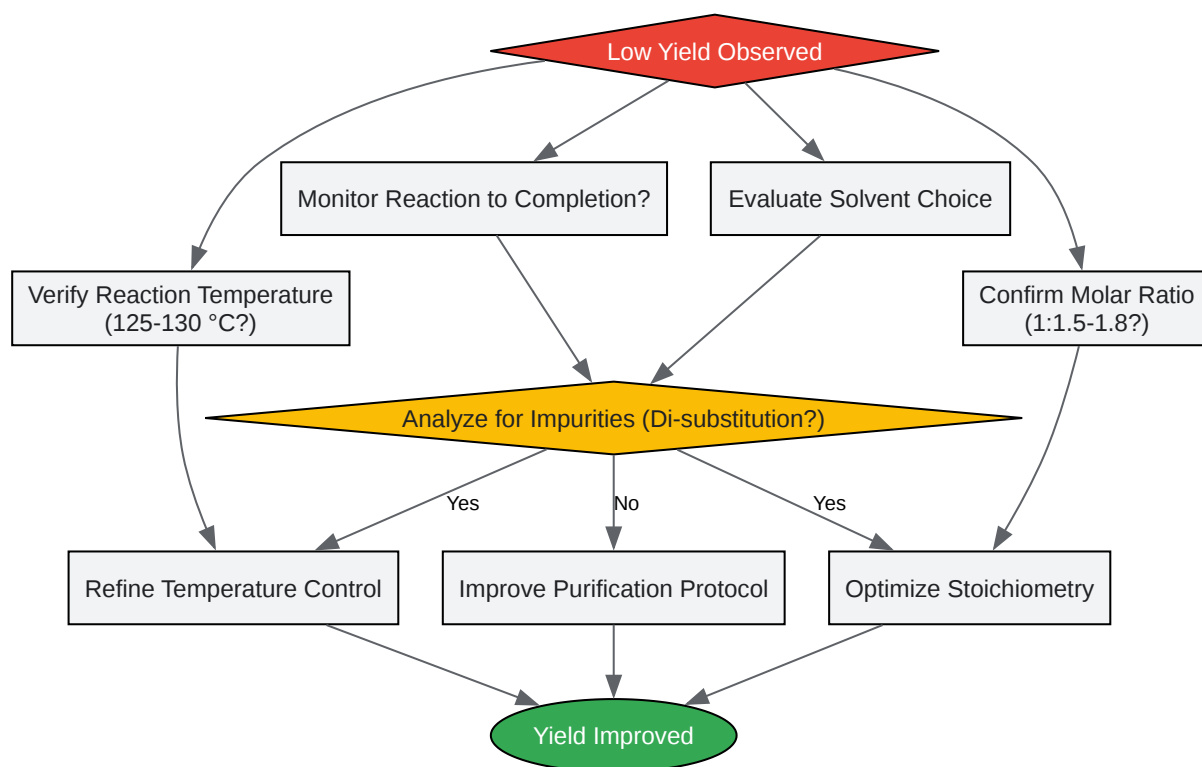 Low Yield Observed
Monitor Reaction to Completion?
Evaluate Solvent Choice
Verify Reaction Temperature
(125-130 °C?)
Confirm Molar Ratio
(1:1.5-1.8?)
Analyze for Impurities (Di-substitution?)
Yes
No
Yes
Refine Temperature Control
Improve Purification Protocol
Optimize Stoichiometry
Yield Improved